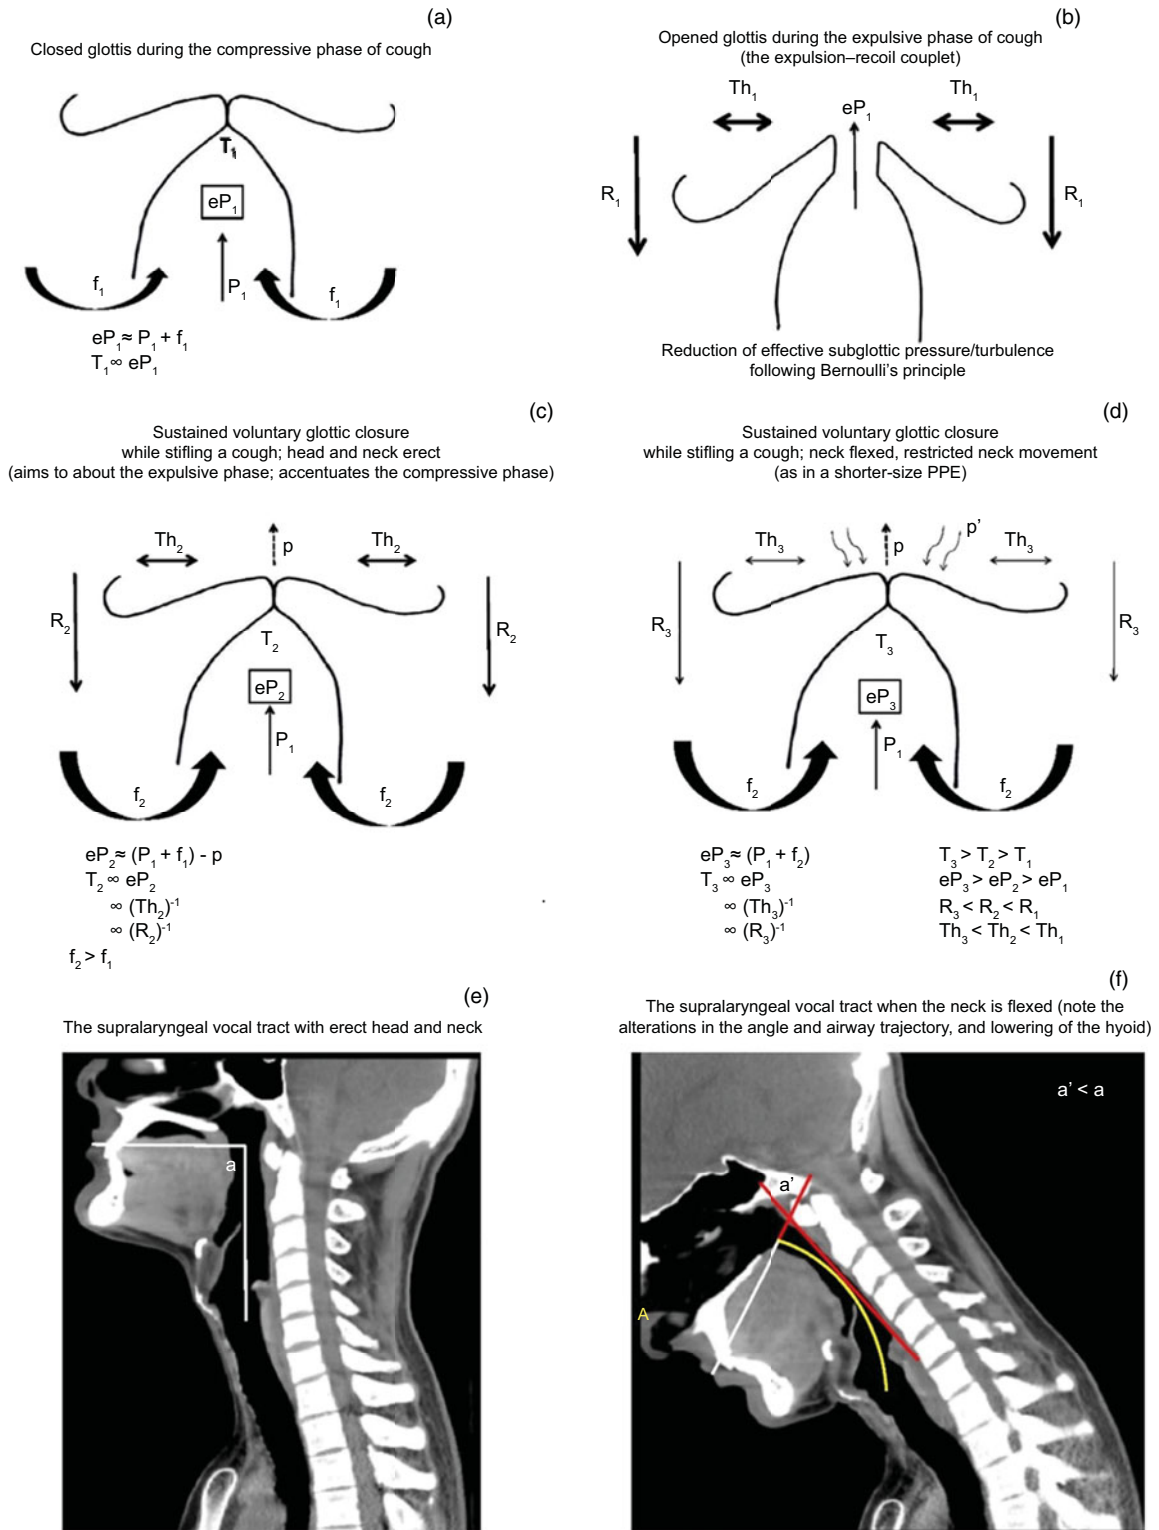 (a)
Closed glottis during the compressive phase of cough
T₁
eP₁
f₁
P₁
f₁
eP₁ ≈ P₁ + f₁
T₁ ∞ eP₁
(b)
Opened glottis during the expulsive phase of cough
(the expulsion–recoil couplet)
Th₁
eP₁
Th₁
R₁
R₁
Reduction of effective subglottic pressure/turbulence
following Bernoulli's principle
(c)
Sustained voluntary glottic closure
while stifling a cough; head and neck erect
(aims to about the expulsive phase; accentuates the compressive phase)
Th₂
p
Th₂
R₂
R₂
T₂
eP₂
P₁
f₂
f₂
eP₂ ≈ (P₁ + f₁) - p
T₂ ∞ eP₂
∞ (Th₂)⁻¹
∞ (R₂)⁻¹
f₂ > f₁
(d)
Sustained voluntary glottic closure
while stifling a cough; neck flexed, restricted neck movement
(as in a shorter-size PPE)
Th₃
p
p'
Th₃
R₃
R₃
T₃
eP₃
P₁
f₂
f₂
eP₃ ≈ (P₁ + f₂)
T₃ ∞ eP₃
∞ (Th₃)⁻¹
∞ (R₃)⁻¹
T₃ > T₂ > T₁
eP₃ > eP₂ > eP₁
R₃ < R₂ < R₁
Th₃ < Th₂ < Th₁
(e)
The supralaryngeal vocal tract with erect head and neck
a
(f)
The supralaryngeal vocal tract when the neck is flexed (note the
alterations in the angle and airway trajectory, and lowering of the hyoid)
a' < a
a'
A